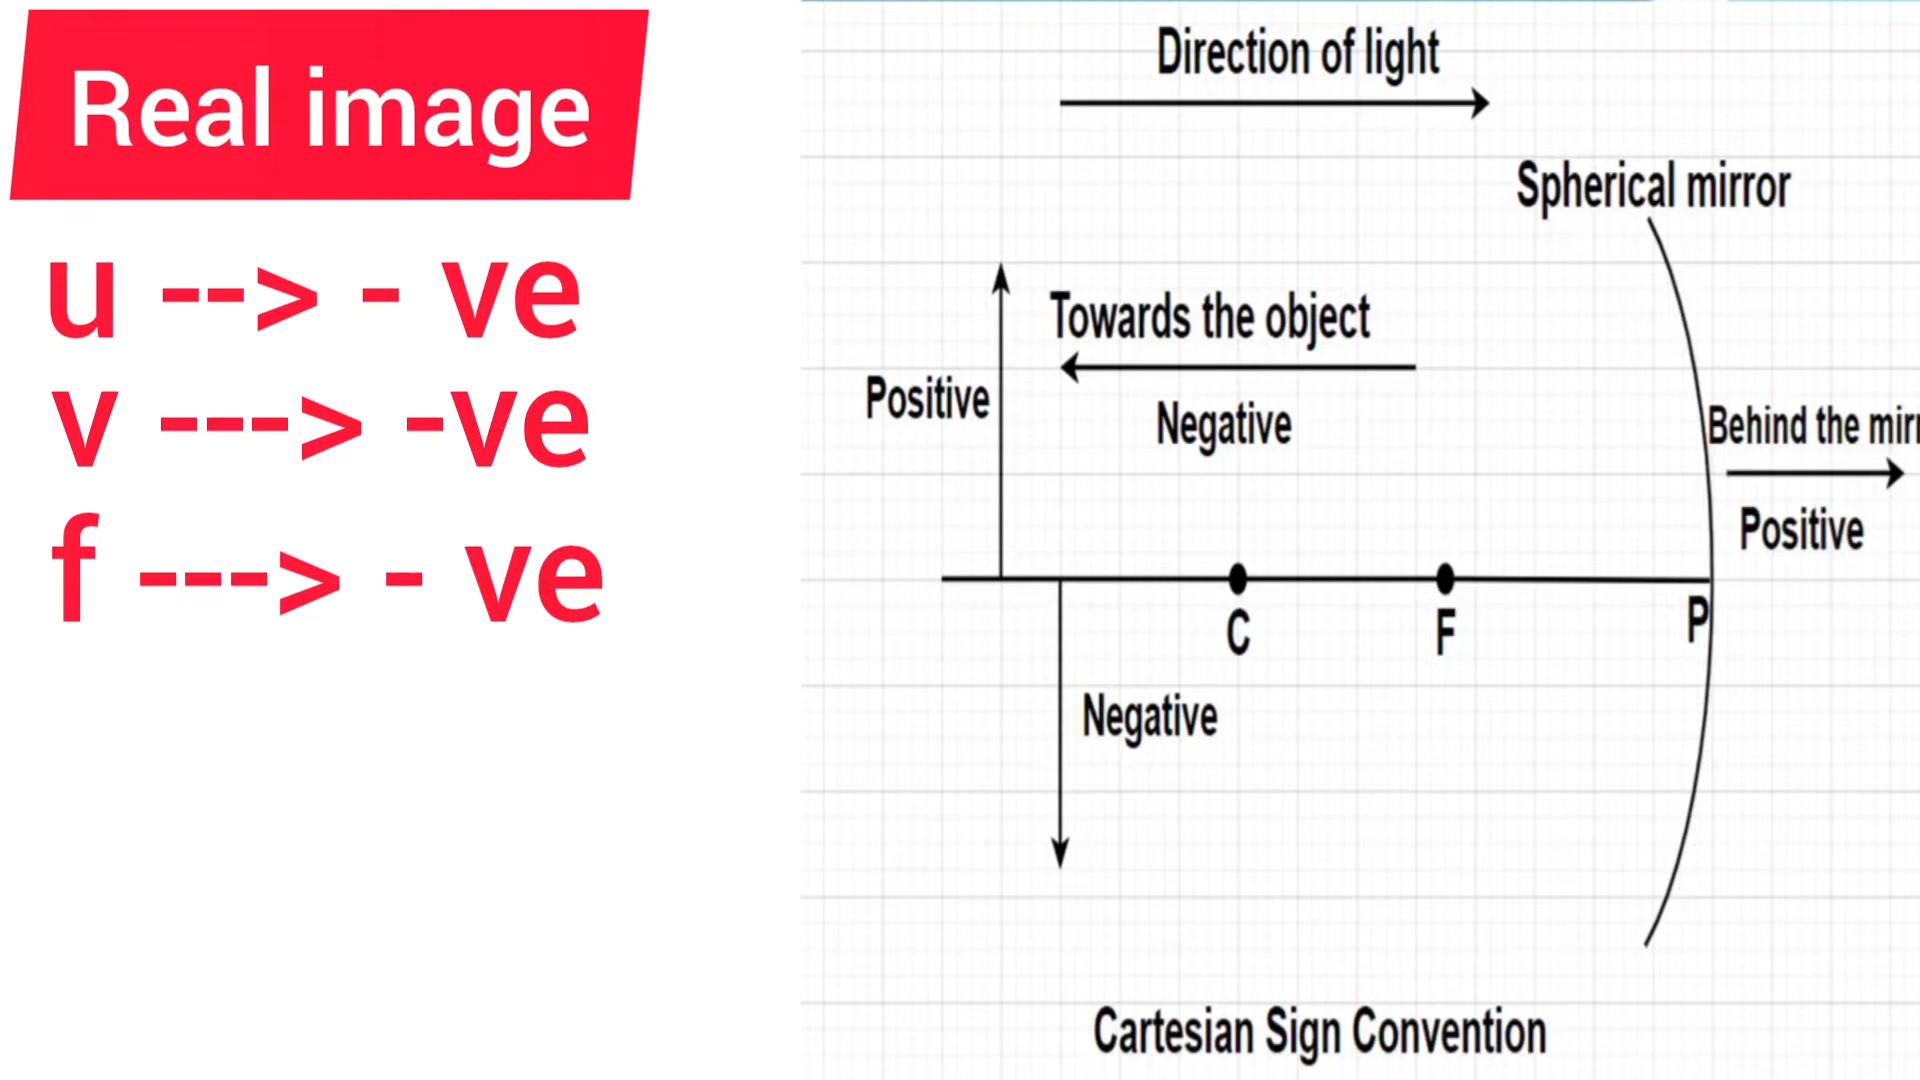 Real image
u --> - ve
v ---> -ve
f ---> - ve
Direction of light
Spherical mirror
Towards the object
Positive
Negative
Behind the
Positive
C
F
P
Negative
Cartesian Sign Convention